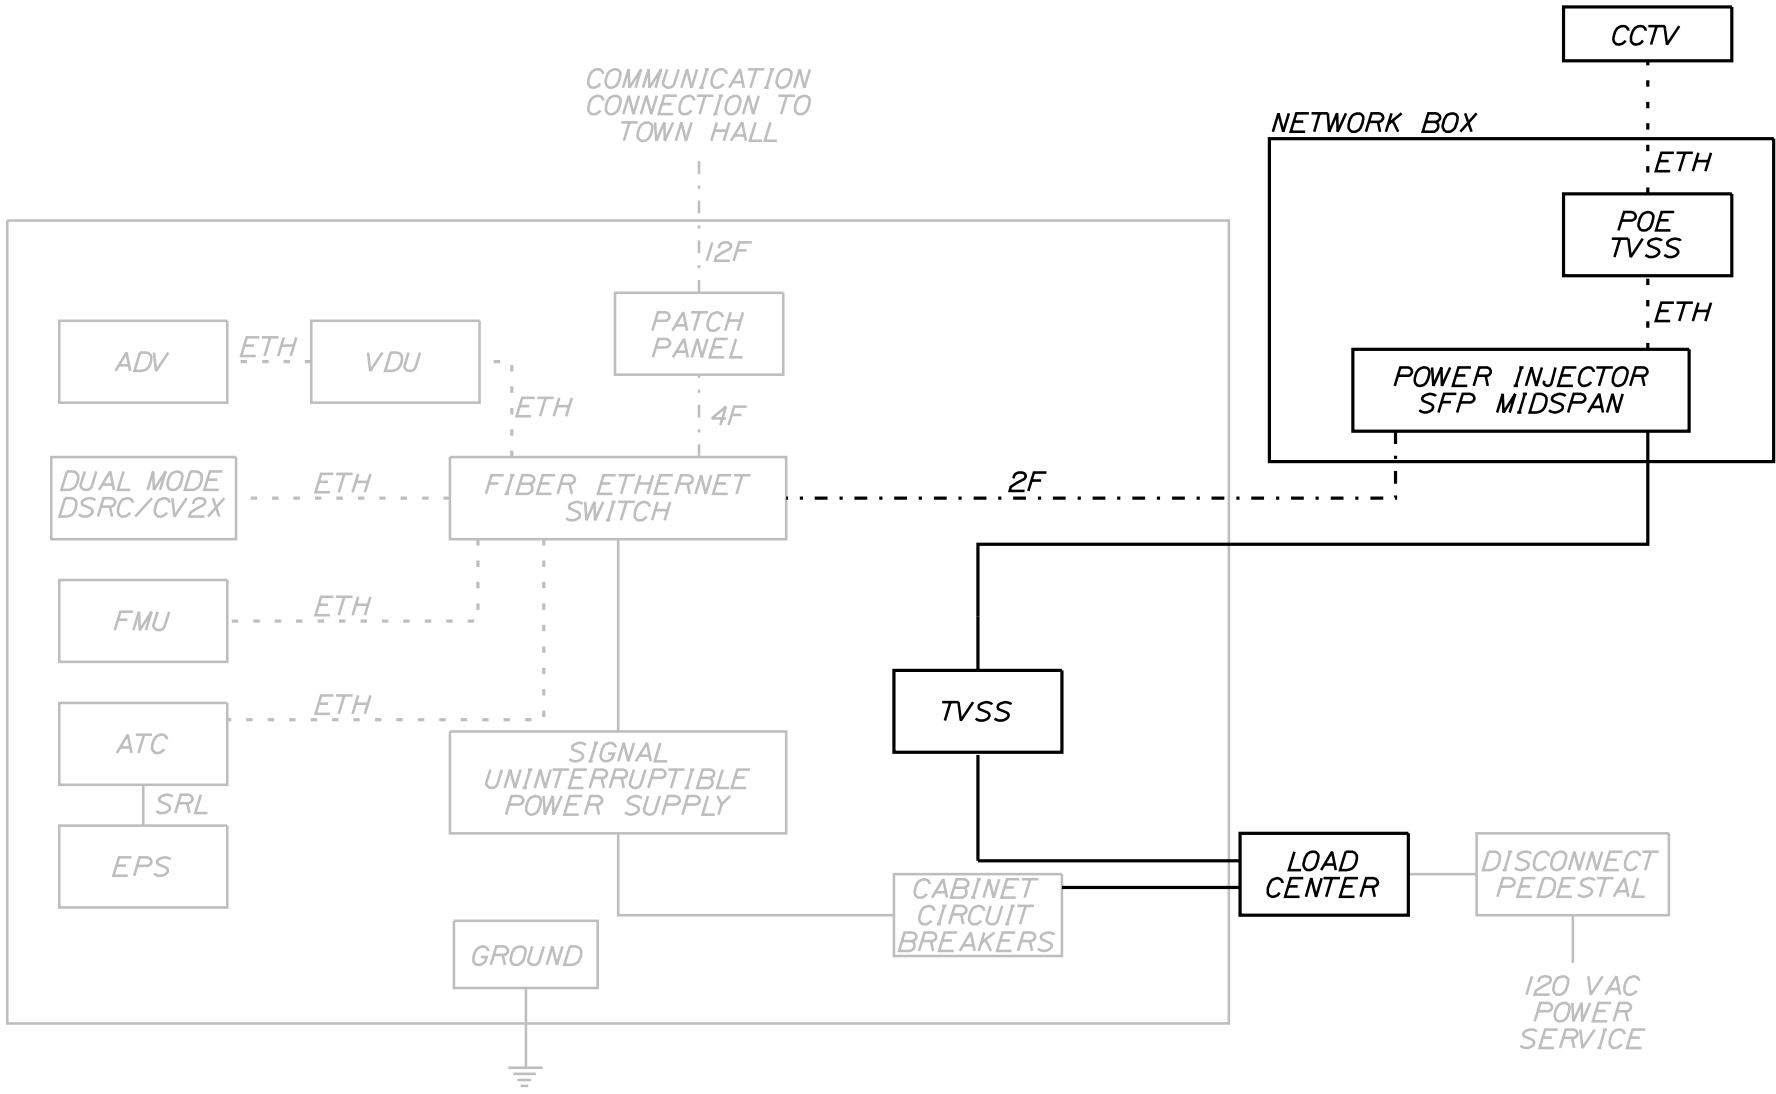 CCTV
COMMUNICATION
CONNECTION TO
TOWN HALL
NETWORK BOX
ETH
POE
TVSS
12F
ETH
PATCH
PANEL
ADV
ETH
VDU
POWER INJECTOR
SFP MIDSPAN
ETH
4F
DUAL MODE
DSRC/CV2X
ETH
FIBER ETHERNET
SWITCH
2F
FMU
ETH
ETH
TVSS
ATC
SIGNAL
UNINTERRUPTIBLE
POWER SUPPLY
SRL
EPS
LOAD
CENTER
DISCONNECT
PEDESTAL
CABINET
CIRCUIT
BREAKERS
GROUND
120 VAC
POWER
SERVICE